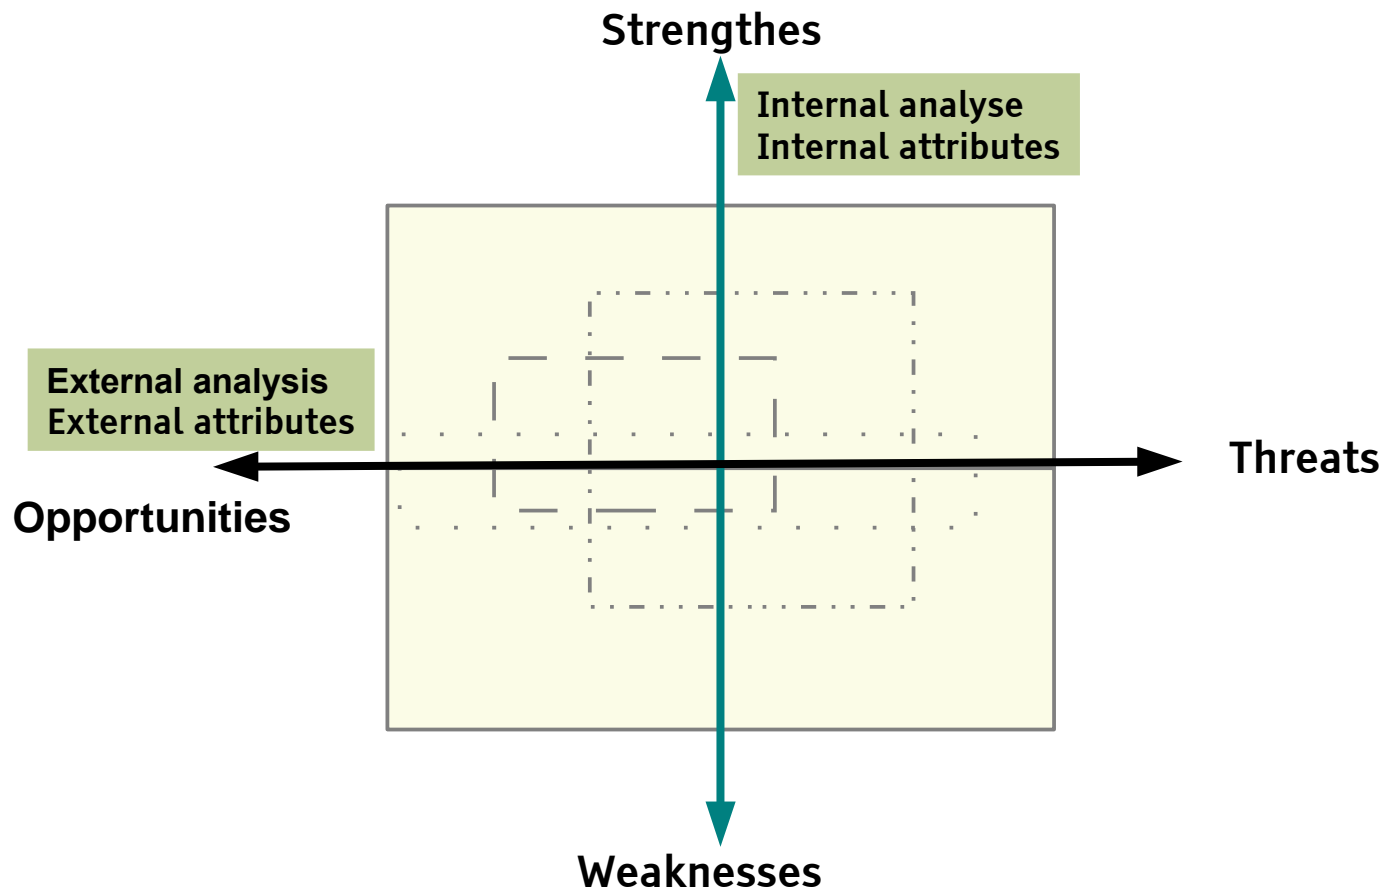 Strengthes
Internal analyse
Internal attributes
External analysis
External attributes
Threats
Opportunities
Weaknesses